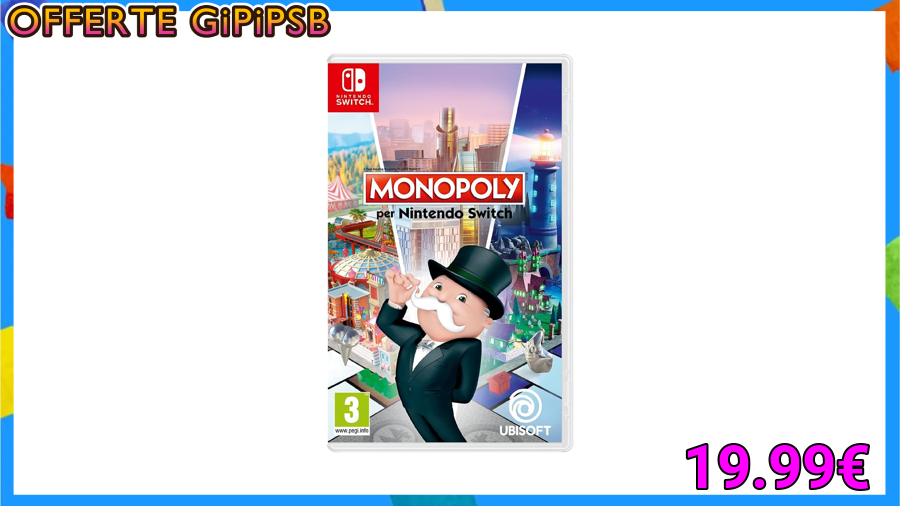 OFFERTE GiPiPSB
NINTENDO
SWITCH.
MONOPOLY
per Nintendo Switch
3
www.pegi.info
UBISOFT
19.99€